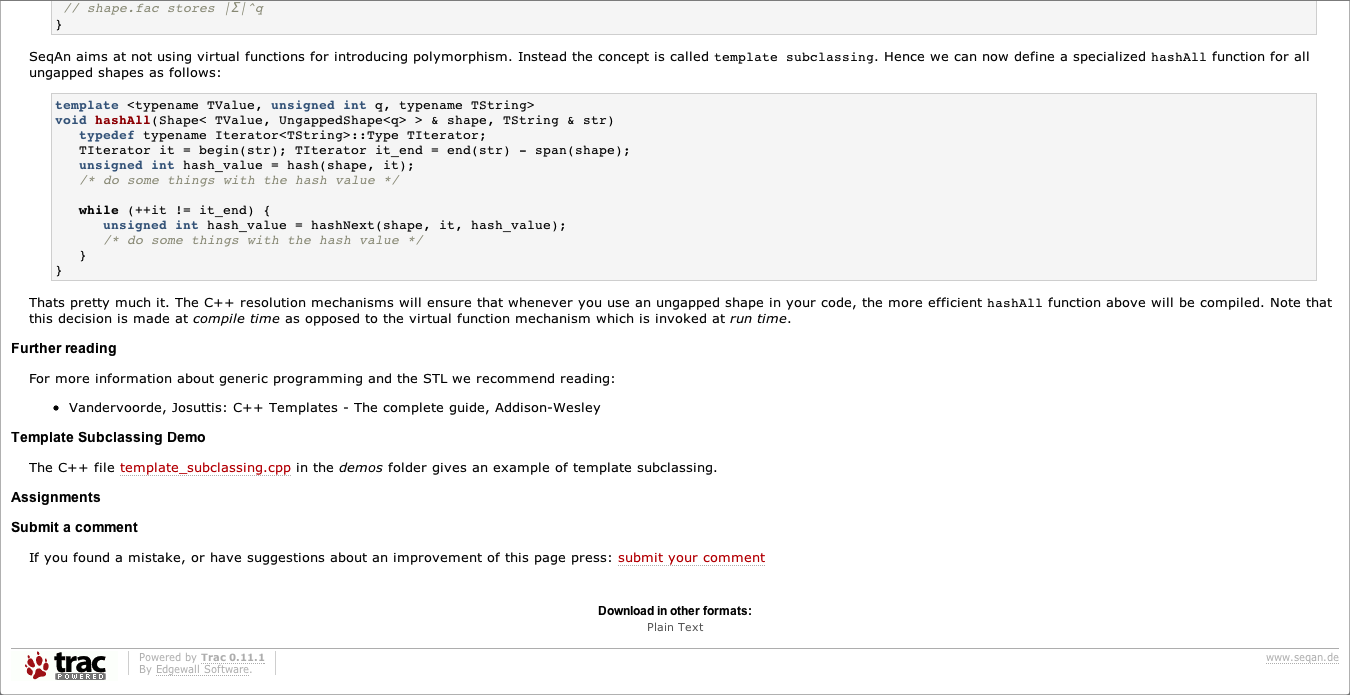 // shape.fac stores |Σ|^q
}
SeqAn aims at not using virtual functions for introducing polymorphism. Instead the concept is called template subclassing. Hence we can now define a specialized hashAll function for all
ungapped shapes as follows:
template <typename TValue, unsigned int q, typename TString>
void hashAll(Shape< TValue, UngappedShape<q> > & shape, TString & str)
   typedef typename Iterator<TString>::Type TIterator;
   TIterator it = begin(str); TIterator it_end = end(str) - span(shape);
   unsigned int hash_value = hash(shape, it);
   /* do some things with the hash value */
   while (++it != it_end) {
      unsigned int hash_value = hashNext(shape, it, hash_value);
      /* do some things with the hash value */
   }
}
Thats pretty much it. The C++ resolution mechanisms will ensure that whenever you use an ungapped shape in your code, the more efficient hashAll function above will be compiled. Note that
this decision is made at compile time as opposed to the virtual function mechanism which is invoked at run time.
Further reading
For more information about generic programming and the STL we recommend reading:
• Vandervoorde, Josuttis: C++ Templates - The complete guide, Addison-Wesley
Template Subclassing Demo
The C++ file template_subclassing.cpp in the demos folder gives an example of template subclassing.
Assignments
Submit a comment
If you found a mistake, or have suggestions about an improvement of this page press: submit your comment
Download in other formats:
Plain Text
trac
POWERED
Powered by Trac 0.11.1
By Edgewall Software.
www.seqan.de